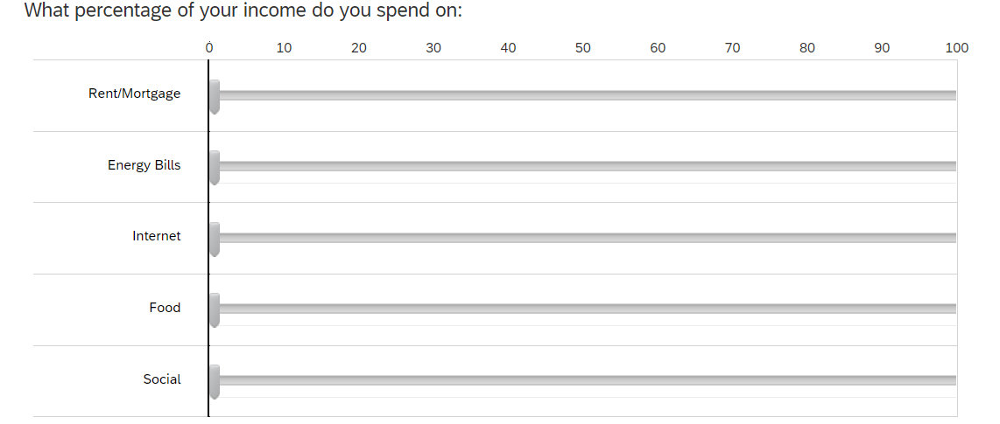 What percentage of your income do you spend on:
0 10 20 30 40 50 60 70 80 90 100
Rent/Mortgage
Energy Bills
Internet
Food
Social